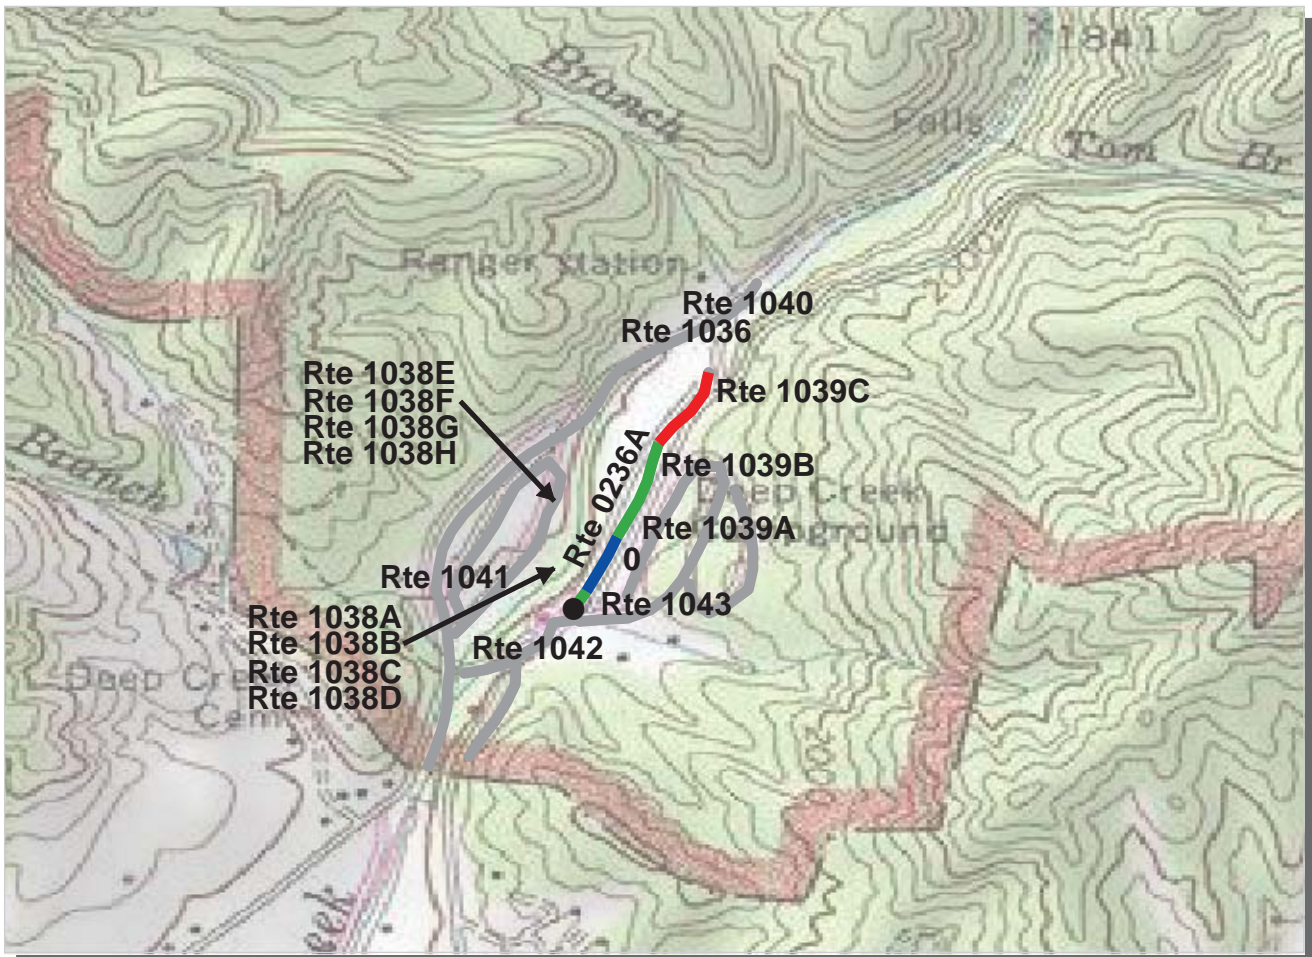 1841
Branch
Falls
Tom Br
Ranger station
2000
Rte 1040
Rte 1036
Rte 1038E
Rte 1038F
Rte 1038G
Rte 1038H
Rte 1039C
Rte 0236A
Rte 1039B
Branch
Deep Creek
Rte 1039A
0
Rte 1041
Rte 1043
Rte 1038A
Rte 1038B
Rte 1038C
Rte 1038D
Rte 1042
Deep Cre
Cem
eek